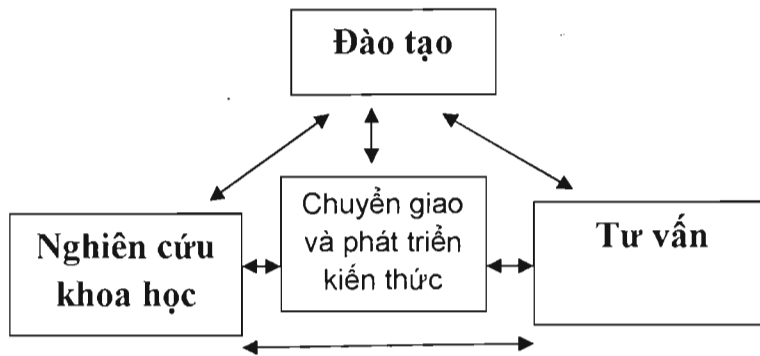 Đào tạo
Chuyển giao
và phát triển
kiến thức
Nghiên cứu
khoa học
Tư vấn